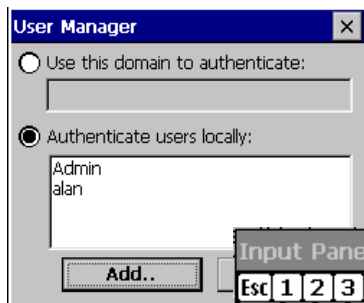 User Manager
Use this domain to authenticate:
Authenticate users locally:
Admin
alan
Add..
Input Pane
Esc 1 2 3